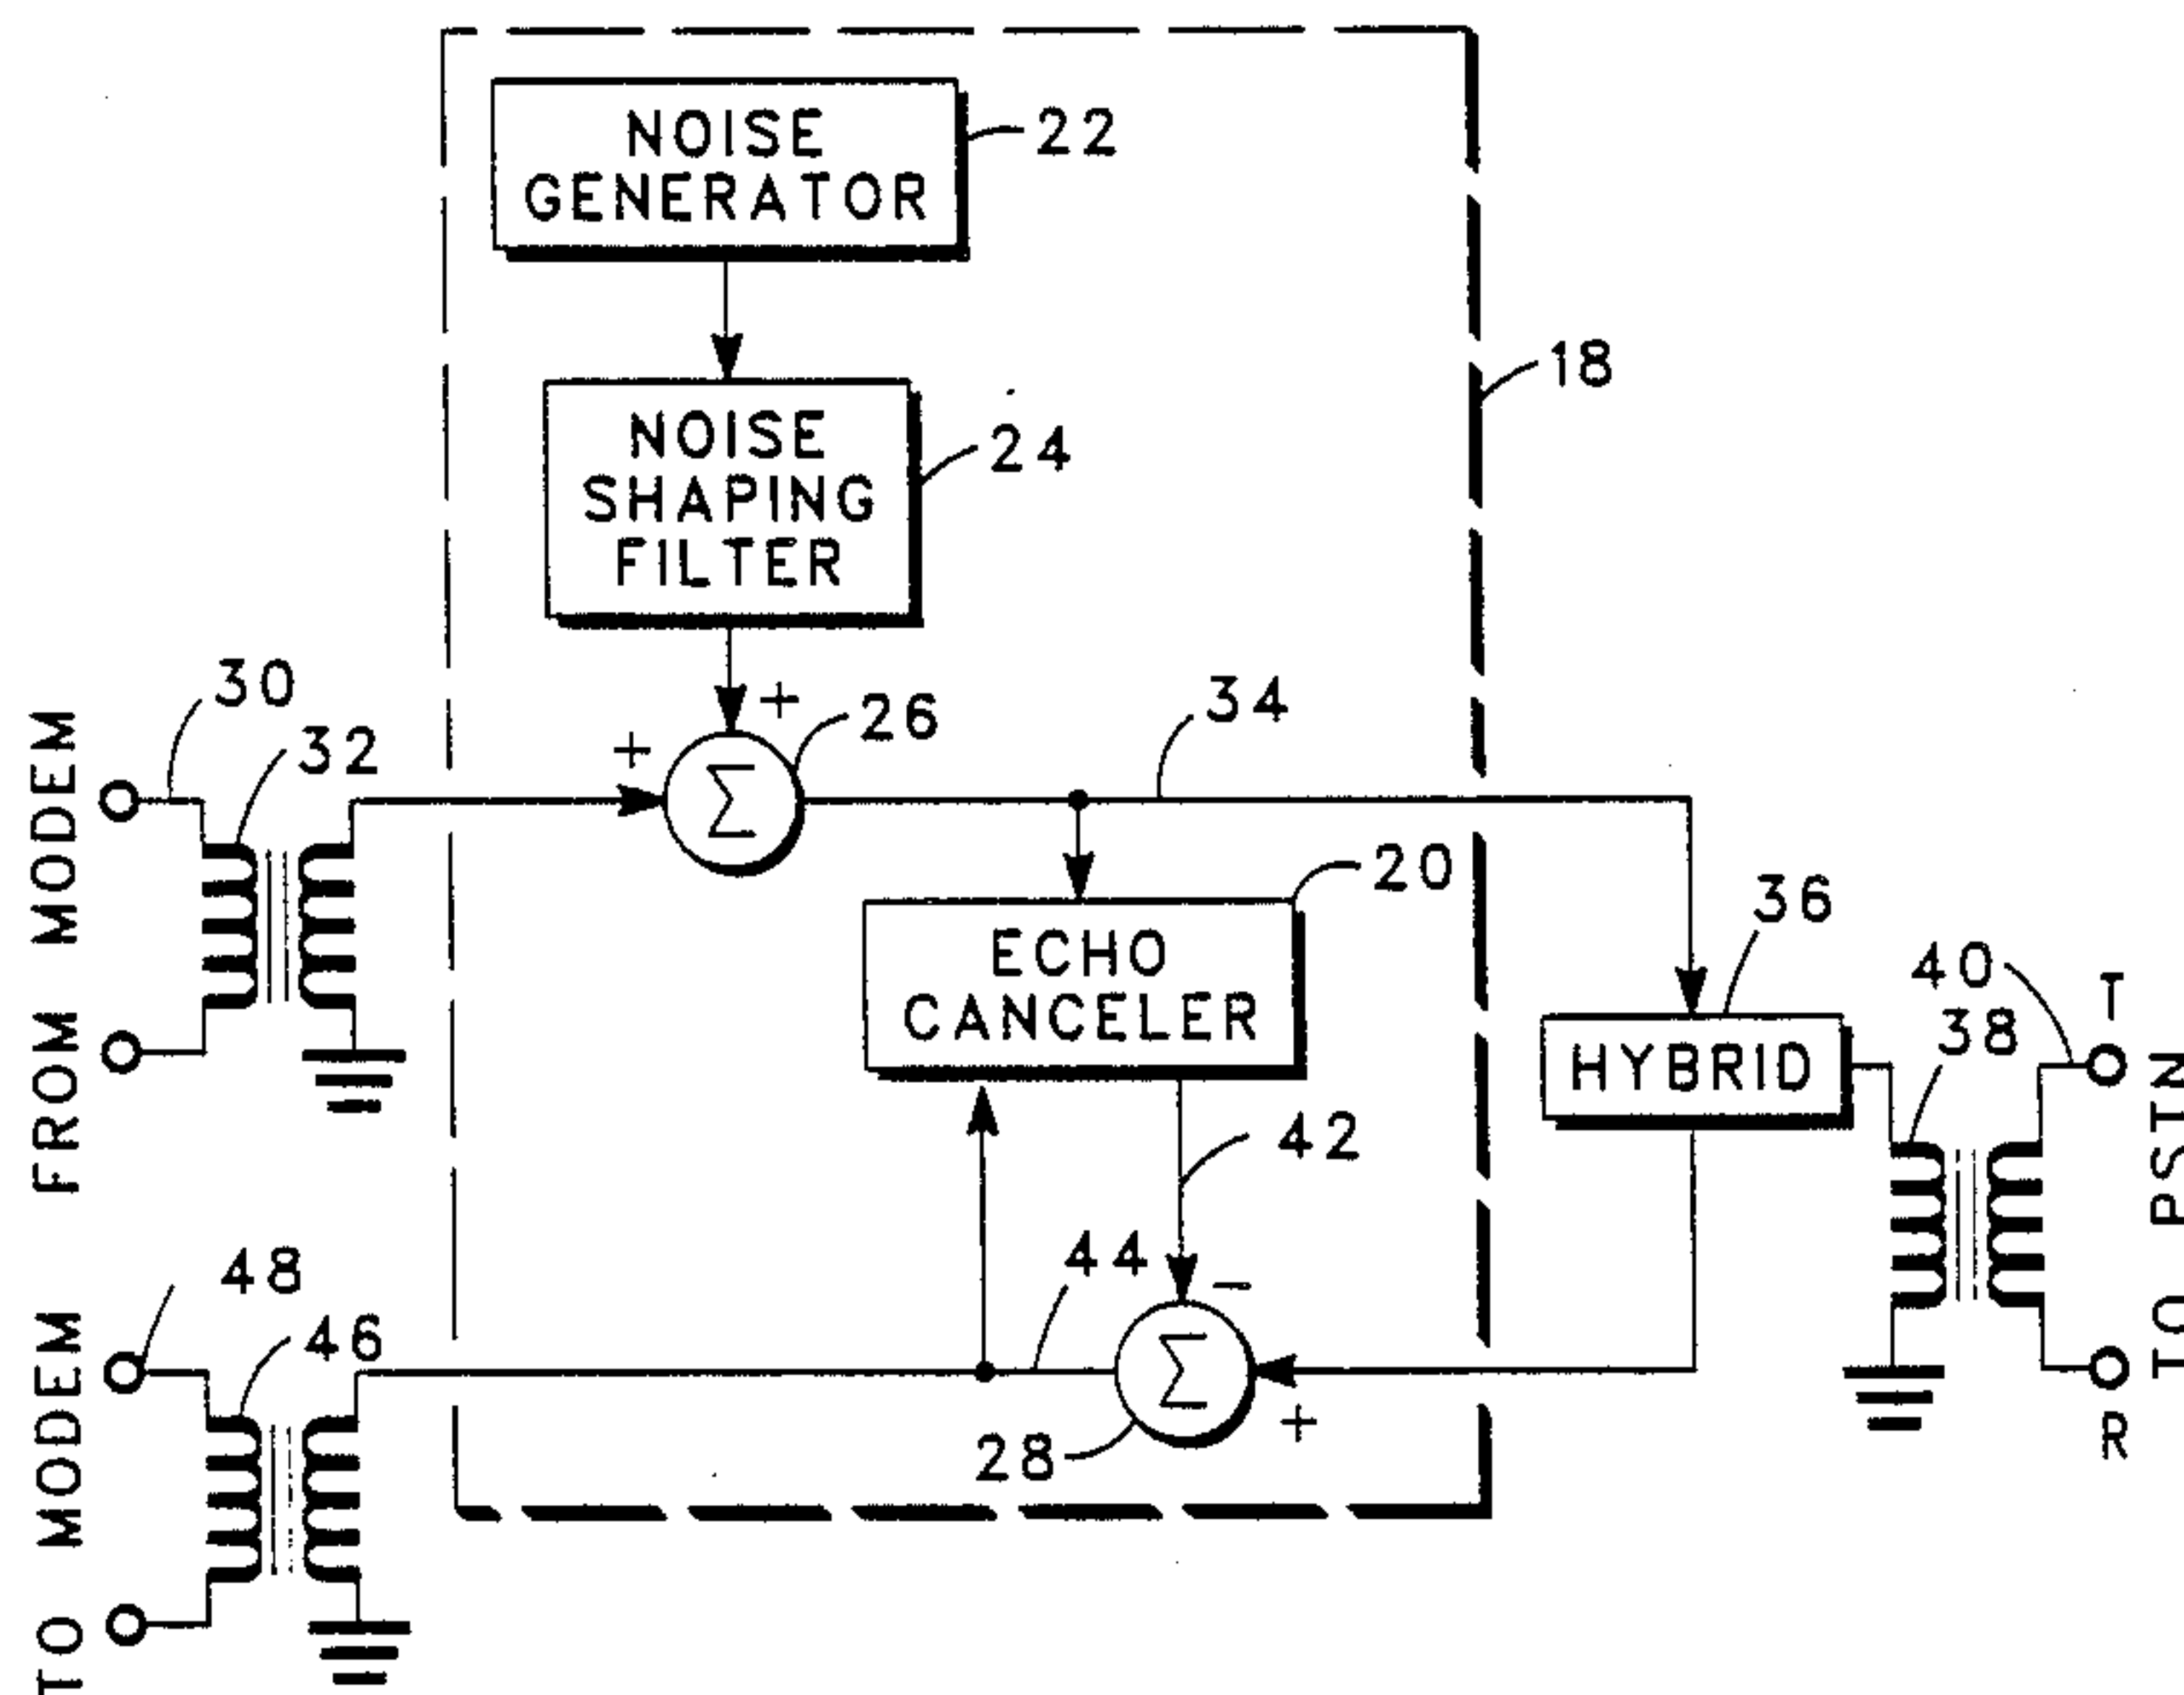 NOISE
GENERATOR
22
NOISE
SHAPING
FILTER
24
18
30
32
FROM MODEM
+
+
Σ
26
34
20
ECHO
CANCELER
36
HYBRID
40
38
T
TO PSTN
R
42
44
−
Σ
+
28
48
46
TO MODEM